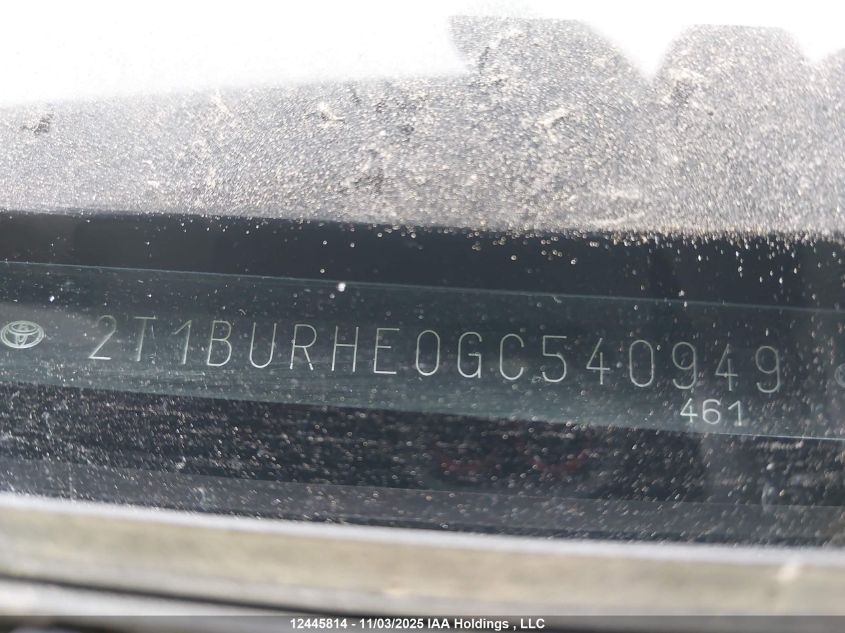 2T1BURHE0GC540949
461
12445814 - 11/03/2025 IAA Holdings , LLC